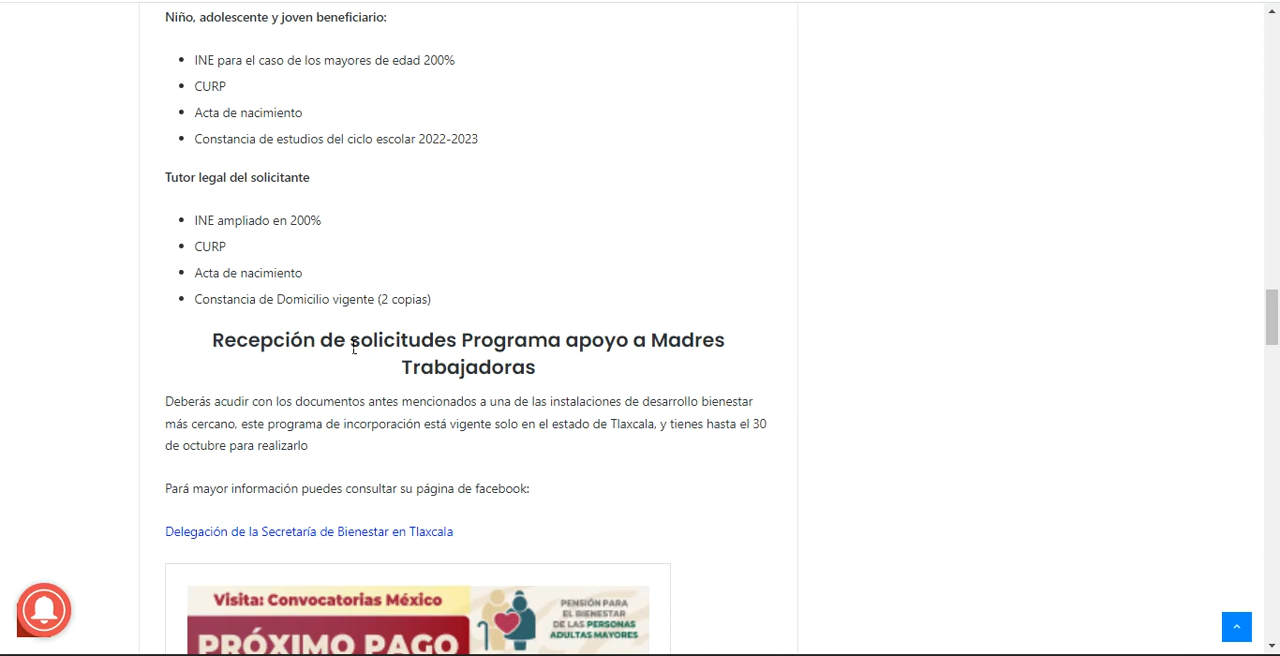 Niño, adolescente y joven beneficiario:
INE para el caso de los mayores de edad 200%
CURP
Acta de nacimiento
Constancia de estudios del ciclo escolar 2022-2023
Tutor legal del solicitante
INE ampliado en 200%
CURP
Acta de nacimiento
Constancia de Domicilio vigente (2 copias)
Recepción de solicitudes Programa apoyo a Madres
Trabajadoras
Deberás acudir con los documentos antes mencionados a una de las instalaciones de desarrollo bienestar
más cercano, este programa de incorporación está vigente solo en el estado de Tlaxcala, y tienes hasta el 30
de octubre para realizarlo
Pará mayor información puedes consultar su página de facebook:
Delegación de la Secretaría de Bienestar en Tlaxcala
Visita: Convocatorias México
PRÓXIMO PAGO
PENSIÓN PARA
EL BIENESTAR
DE LAS PERSONAS
ADULTAS MAYORES